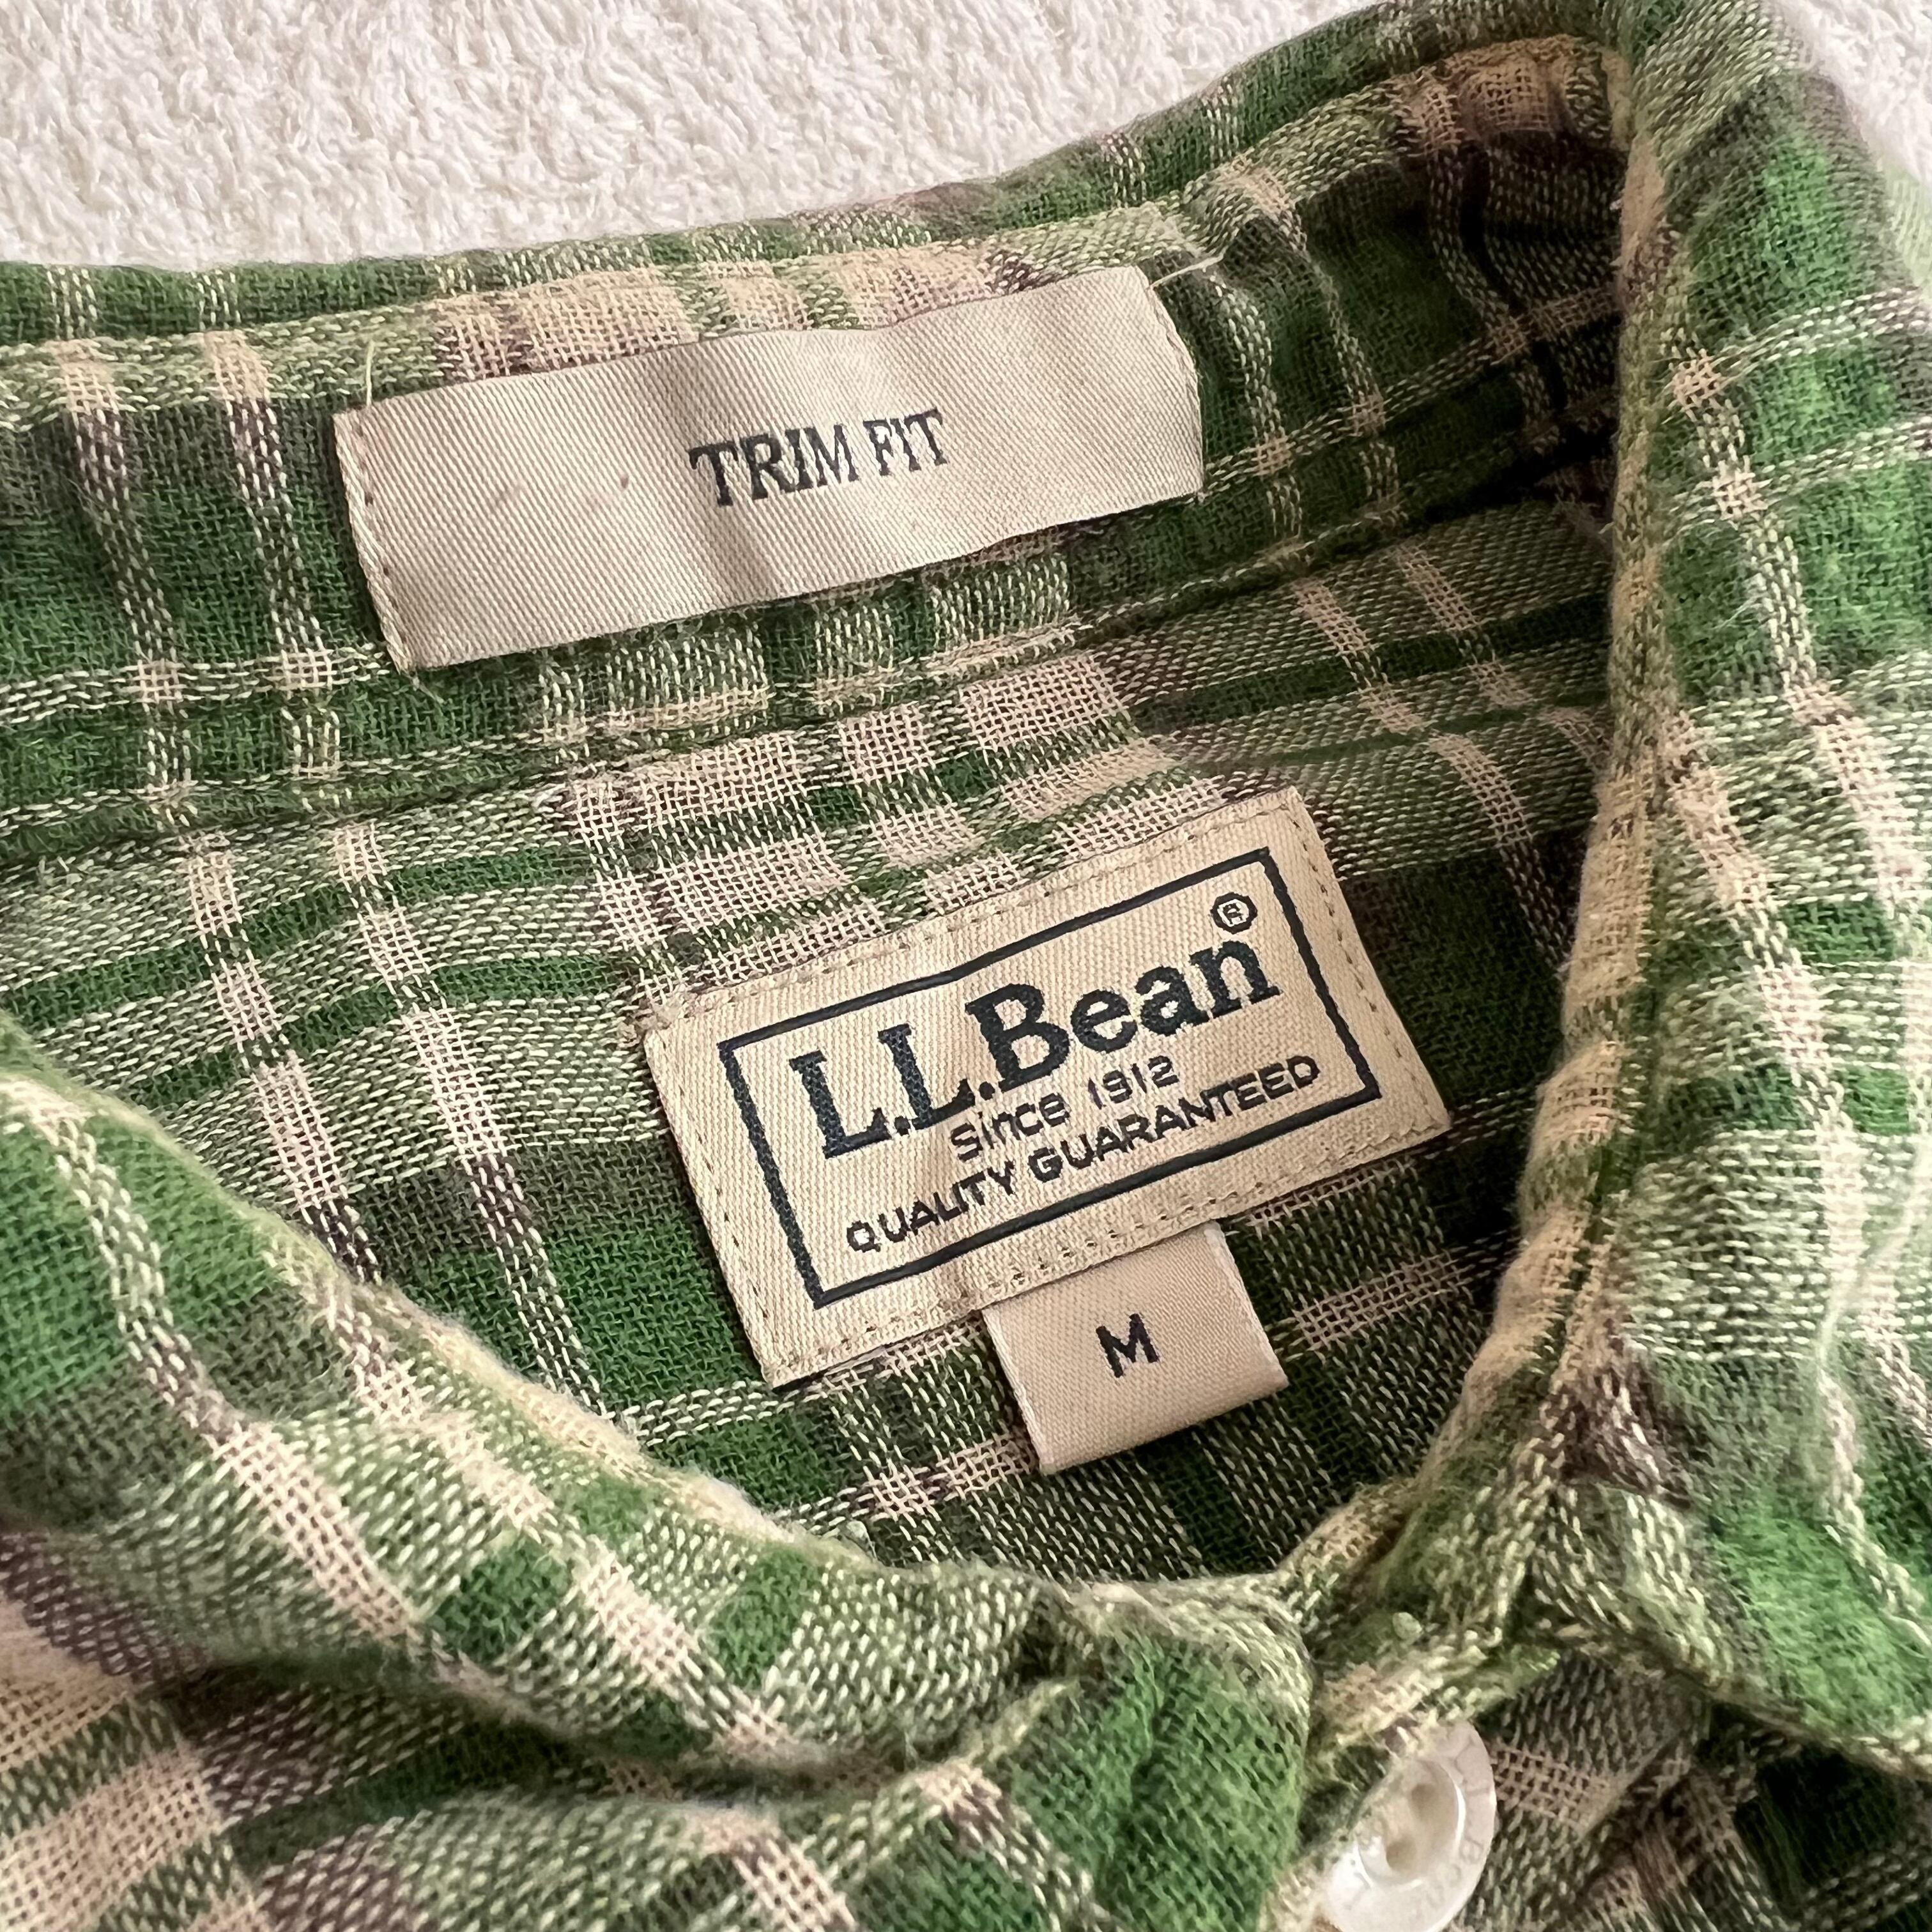 TRIM FIT
L.L.Bean®
Since 1912
QUALITY GUARANTEED
M